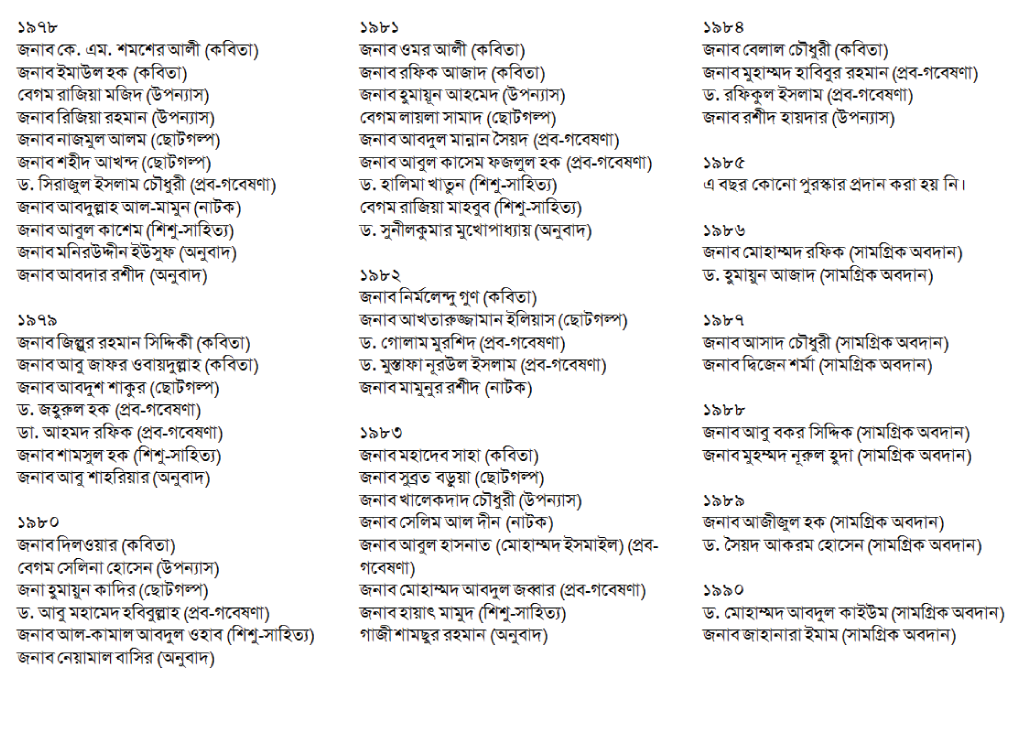 ১৯৭৮
জনাব কে. এম. শমশের আলী (কবিতা)
জনাব ইমাউল হক (কবিতা)
বেগম রাজিয়া মজিদ (উপন্যাস)
জনাব রিজিয়া রহমান (উপন্যাস)
জনাব নাজমুল আলম (ছোটগল্প)
জনাব শহীদ আখন্দ (ছোটগল্প)
ড. সিরাজুল ইসলাম চৌধুরী (প্রব-গবেষণা)
জনাব আবদুল্লাহ আল-মামুন (নাটক)
জনাব আবুল কাশেম (শিশু-সাহিত্য)
জনাব মনিরউদ্দীন ইউসুফ (অনুবাদ)
জনাব আবদার রশীদ (অনুবাদ)
১৯৭৯
জনাব জিল্লুর রহমান সিদ্দিকী (কবিতা)
জনাব আবু জাফর ওবায়দুল্লাহ (কবিতা)
জনাব আবদুশ শাকুর (ছোটগল্প)
ড. জহুরুল হক (প্রব-গবেষণা)
ডা. আহমদ রফিক (প্রব-গবেষণা)
জনাব শামসুল হক (শিশু-সাহিত্য)
জনাব আবু শাহরিয়ার (অনুবাদ)
১৯৮০
জনাব দিলওয়ার (কবিতা)
বেগম সেলিনা হোসেন (উপন্যাস)
জনা হুমায়ুন কাদির (ছোটগল্প)
ড. আবু মহামেদ হবিবুল্লাহ (প্রব-গবেষণা)
জনাব আল-কামাল আবদুল ওহাব (শিশু-সাহিত্য)
জনাব নেয়ামাল বাসির (অনুবাদ)
১৯৮১
জনাব ওমর আলী (কবিতা)
জনাব রফিক আজাদ (কবিতা)
জনাব হুমায়ূন আহমেদ (উপন্যাস)
বেগম লায়লা সামাদ (ছোটগল্প)
জনাব আবদুল মান্নান সৈয়দ (প্রব-গবেষণা)
জনাব আবুল কাসেম ফজলুল হক (প্রব-গবেষণা)
ড. হালিমা খাতুন (শিশু-সাহিত্য)
বেগম রাজিয়া মাহবুব (শিশু-সাহিত্য)
ড. সুনীলকুমার মুখোপাধ্যায় (অনুবাদ)
১৯৮২
জনাব নির্মলেন্দু গুণ (কবিতা)
জনাব আখতারুজ্জামান ইলিয়াস (ছোটগল্প)
ড. গোলাম মুরশিদ (প্রব-গবেষণা)
ড. মুস্তাফা নূরউল ইসলাম (প্রব-গবেষণা)
জনাব মামুনুর রশীদ (নাটক)
১৯৮৩
জনাব মহাদেব সাহা (কবিতা)
জনাব সুব্রত বড়ুয়া (ছোটগল্প)
জনাব খালেকদাদ চৌধুরী (উপন্যাস)
জনাব সেলিম আল দীন (নাটক)
জনাব আবুল হাসনাত (মোহাম্মদ ইসমাইল) (প্রব-
গবেষণা)
জনাব মোহাম্মদ আবদুল জব্বার (প্রব-গবেষণা)
জনাব হায়াৎ মামুদ (শিশু-সাহিত্য)
গাজী শামছুর রহমান (অনুবাদ)
১৯৮৪
জনাব বেলাল চৌধুরী (কবিতা)
জনাব মুহাম্মদ হাবিবুর রহমান (প্রব-গবেষণা)
ড. রফিকুল ইসলাম (প্রব-গবেষণা)
জনাব রশীদ হায়দার (উপন্যাস)
১৯৮৫
এ বছর কোনো পুরস্কার প্রদান করা হয় নি।
১৯৮৬
জনাব মোহাম্মদ রফিক (সামগ্রিক অবদান)
ড. হুমায়ুন আজাদ (সামগ্রিক অবদান)
১৯৮৭
জনাব আসাদ চৌধুরী (সামগ্রিক অবদান)
জনাব দ্বিজেন শর্মা (সামগ্রিক অবদান)
১৯৮৮
জনাব আবু বকর সিদ্দিক (সামগ্রিক অবদান)
জনাব মুহম্মদ নূরুল হুদা (সামগ্রিক অবদান)
১৯৮৯
জনাব আজীজুল হক (সামগ্রিক অবদান)
ড. সৈয়দ আকরম হোসেন (সামগ্রিক অবদান)
১৯৯০
ড. মোহাম্মদ আবদুল কাইউম (সামগ্রিক অবদান)
জনাব জাহানারা ইমাম (সামগ্রিক অবদান)